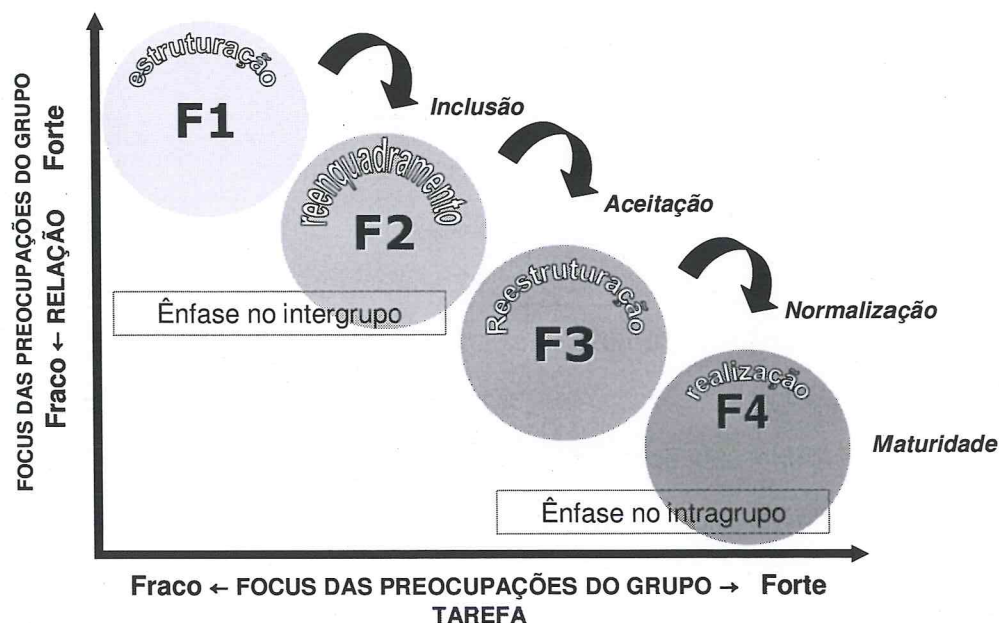 FOCUS DAS PREOCUPAÇÕES DO GRUPO
Fraco ← RELAÇÃO Forte
estruturação
F1
Inclusão
reenquadramento
F2
Aceitação
Ênfase no intergrupo
Reestruturação
F3
Normalização
realização
F4
Maturidade
Ênfase no intragrupo
Fraco ← FOCUS DAS PREOCUPAÇÕES DO GRUPO → Forte
TAREFA